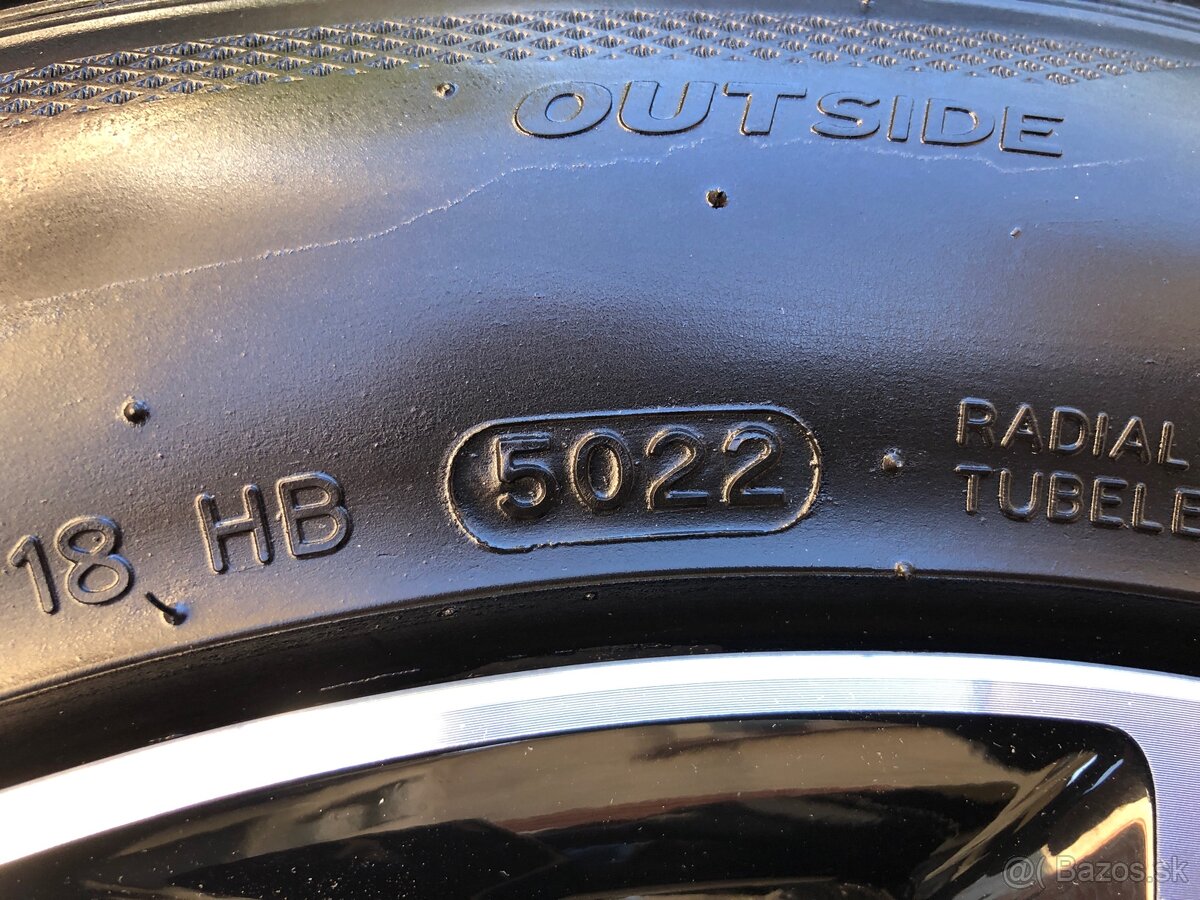 OUTSIDE
18 HB 5022
RADIAL
TUBELE
@( Bazos.sk